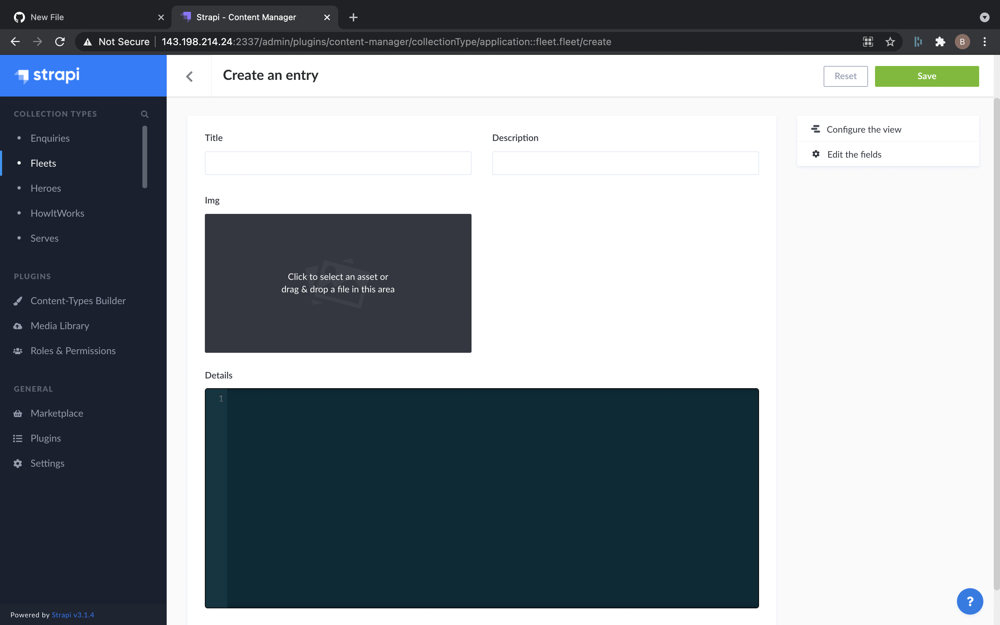 New File
Strapi - Content Manager
Not Secure
143.198.214.24:2337/admin/plugins/content-manager/collectionType/application::fleet.fleet/create
B
strapi
Create an entry
Reset
Save
COLLECTION TYPES
Enquiries
Fleets
Heroes
HowItWorks
Serves
PLUGINS
Content-Types Builder
Media Library
Roles & Permissions
GENERAL
Marketplace
Plugins
Settings
Powered by Strapi v3.1.4
Title
Description
Img
Click to select an asset or
drag & drop a file in this area
Details
1
Configure the view
Edit the fields
?